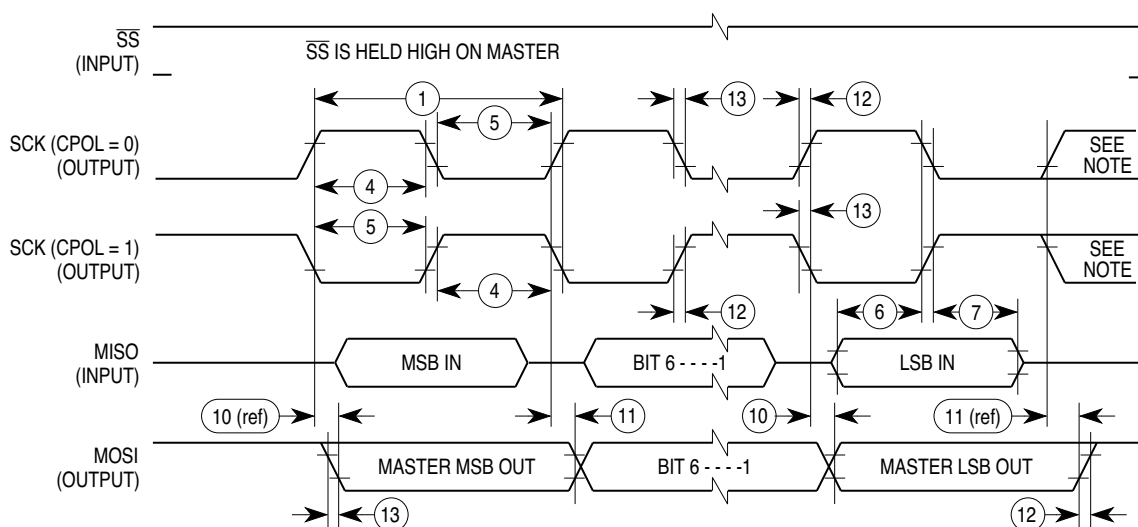 SS
(INPUT)
SS IS HELD HIGH ON MASTER
1
13
12
5
SCK (CPOL = 0)
(OUTPUT)
SEE
NOTE
4
5
13
SCK (CPOL = 1)
(OUTPUT)
SEE
NOTE
4
12
6
7
MISO
(INPUT)
MSB IN
BIT 6 - - - -1
LSB IN
10 (ref)
11
10
11 (ref)
MOSI
(OUTPUT)
MASTER MSB OUT
BIT 6 - - - -1
MASTER LSB OUT
13
12